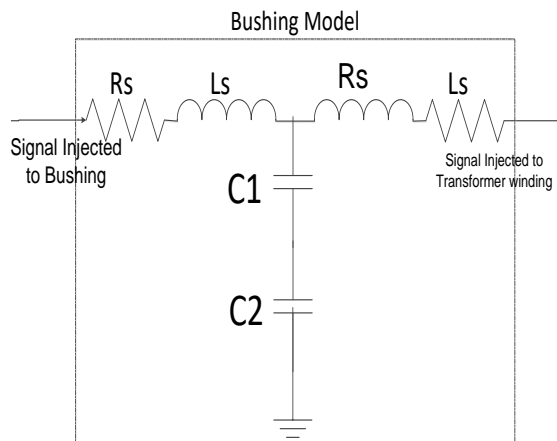 Bushing Model
Rs
Ls
Rs
Ls
Signal Injected
to Bushing
Signal Injected to
Transformer winding
C1
C2